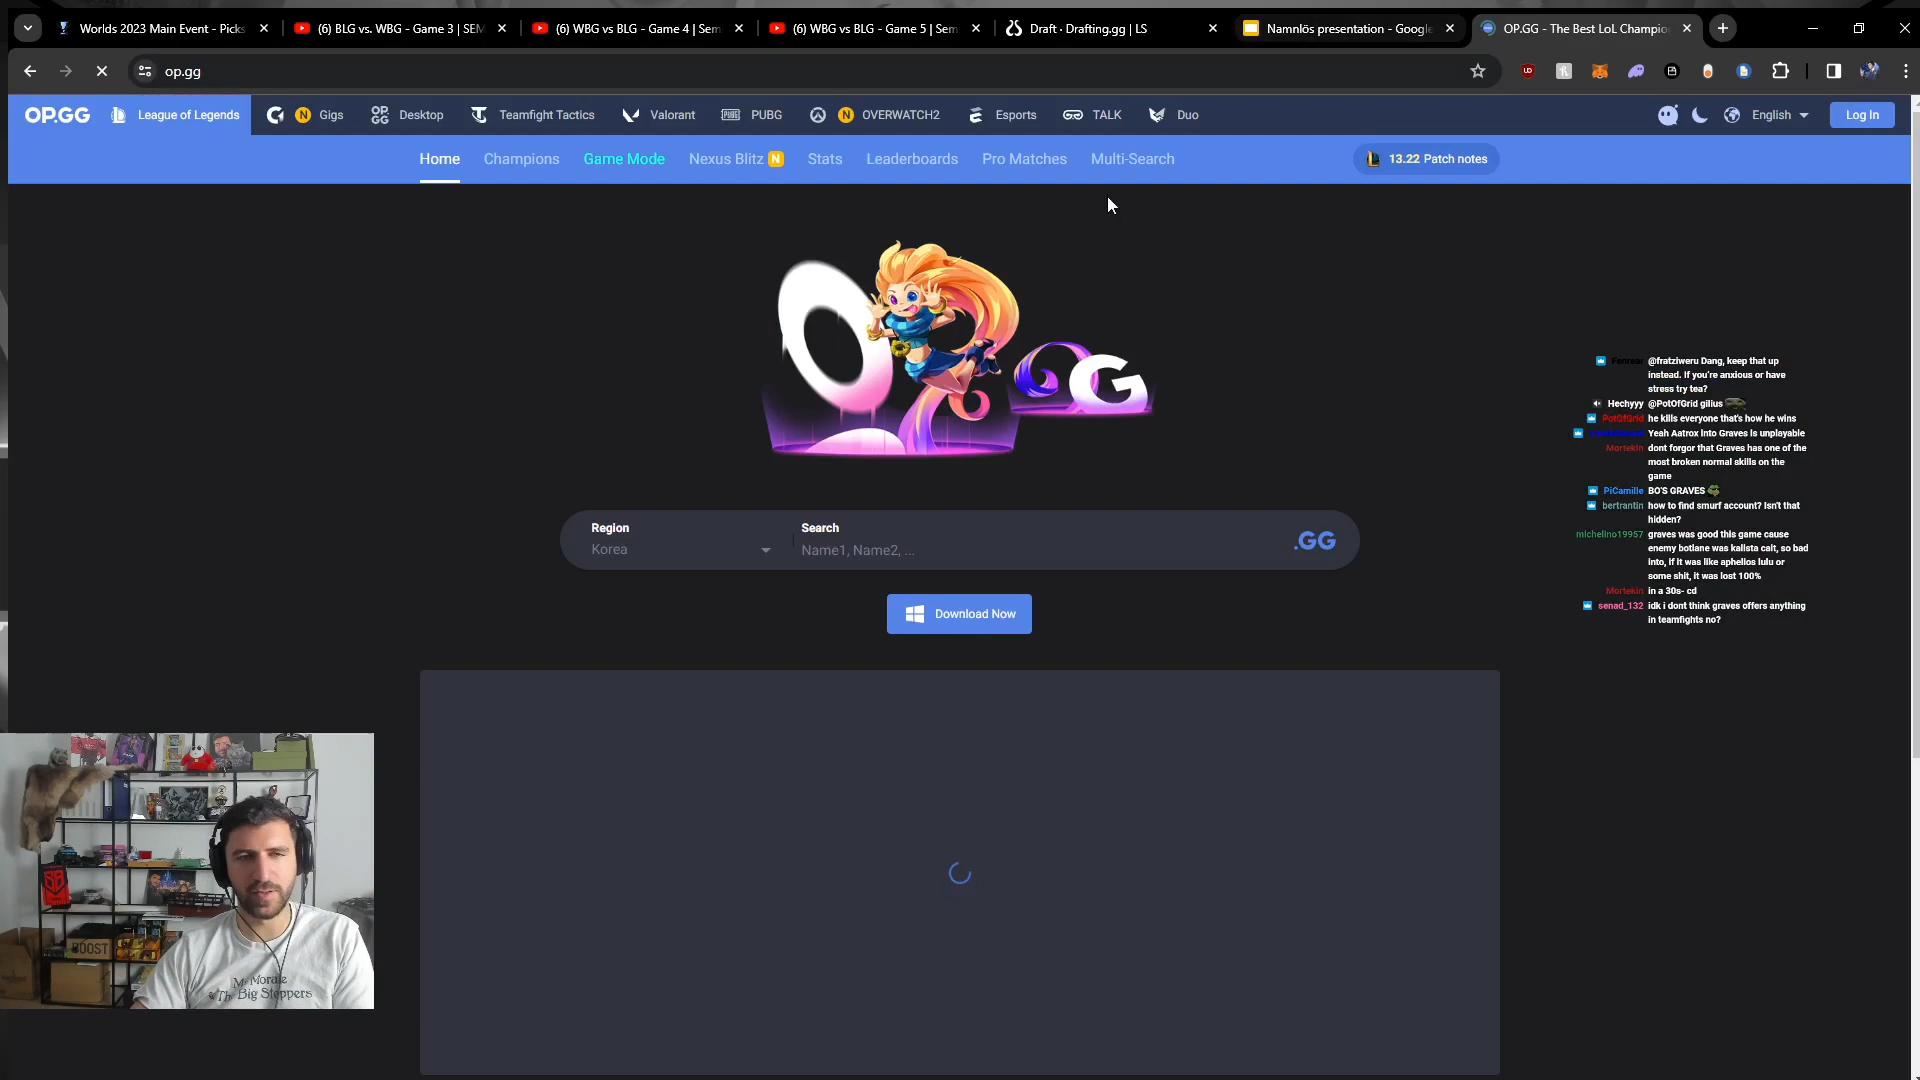 Worlds 2023 Main Event - Picks
(6) BLG vs. WBG - Game 3 | SEM
(6) WBG vs BLG - Game 4 | Sem
(6) WBG vs BLG - Game 5 | Sem
Draft · Drafting.gg | LS
Namnlös presentation - Google
OP.GG - The Best LoL Champio
op.gg
OP.GG
League of Legends
N Gigs
OP.GG Desktop
Teamfight Tactics
Valorant
PUBG
N OVERWATCH2
Esports
TALK
Duo
English
Log In
Home
Champions
Game Mode
Nexus Blitz N
Stats
Leaderboards
Pro Matches
Multi-Search
13.22 Patch notes
G
Region
Korea
Search
Name1, Name2, ...
.GG
Download Now
@fratziweru Dang, keep that up
instead. If you're anxious or have
stress try tea?
Hechyyy @PotOfGrid gilius
PotOfGrid he kills everyone that's how he wins
Yeah Aatrox into Graves is unplayable
Mortekin dont forgor that Graves has one of the
most broken normal skills on the
game
PiCamille BO'S GRAVES
bertrantin how to find smurf account? Isn't that
hidden?
michelino19957 graves was good this game cause
enemy botlane was kalista cait, so bad
into, if it was like aphelios lulu or
some shit, it was lost 100%
Mortekin in a 30s- cd
senad_132 idk i dont think graves offers anything
in teamfights no?
BOOST
Mr. Morale
& The Big Steppers